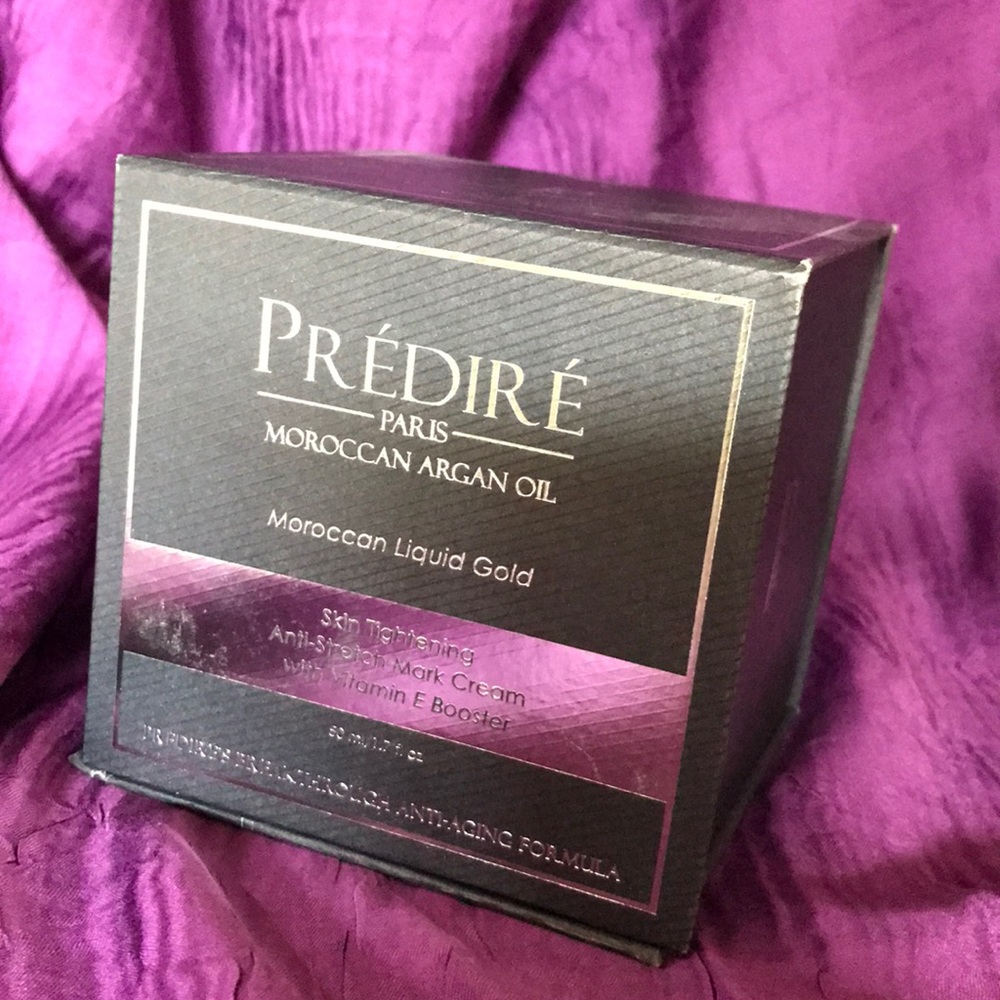 PRÉDIRÉ
PARIS
MOROCCAN ARGAN OIL
Moroccan Liquid Gold
Skin Tightening
Anti-Stretch Mark Cream
with Vitamin E Booster
50 ml/1.7 fl oz
PRÉDIRÉ'S BREAKTHROUGH ANTI-AGING FORMULA